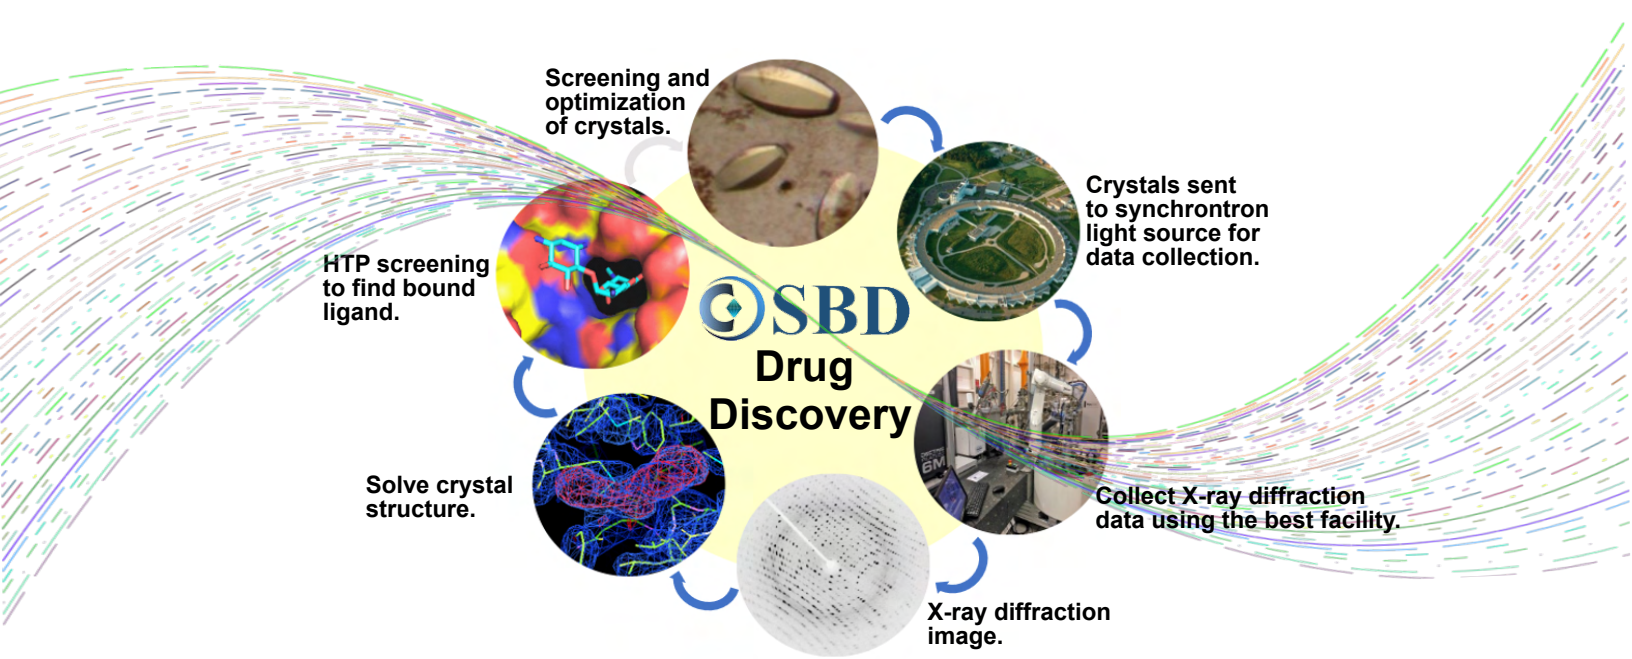 Screening and
optimization
of crystals.
Crystals sent
to synchrontron
light source for
data collection.
HTP screening
to find bound
ligand.
SBD
Drug
Discovery
6M
Solve crystal
structure.
Collect X-ray diffraction
data using the best facility.
X-ray diffraction
image.